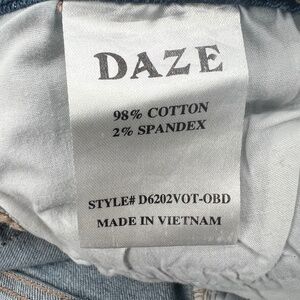 DAZE
98% COTTON
2% SPANDEX
STYLE# D6202VOT-OBD
MADE IN VIETNAM